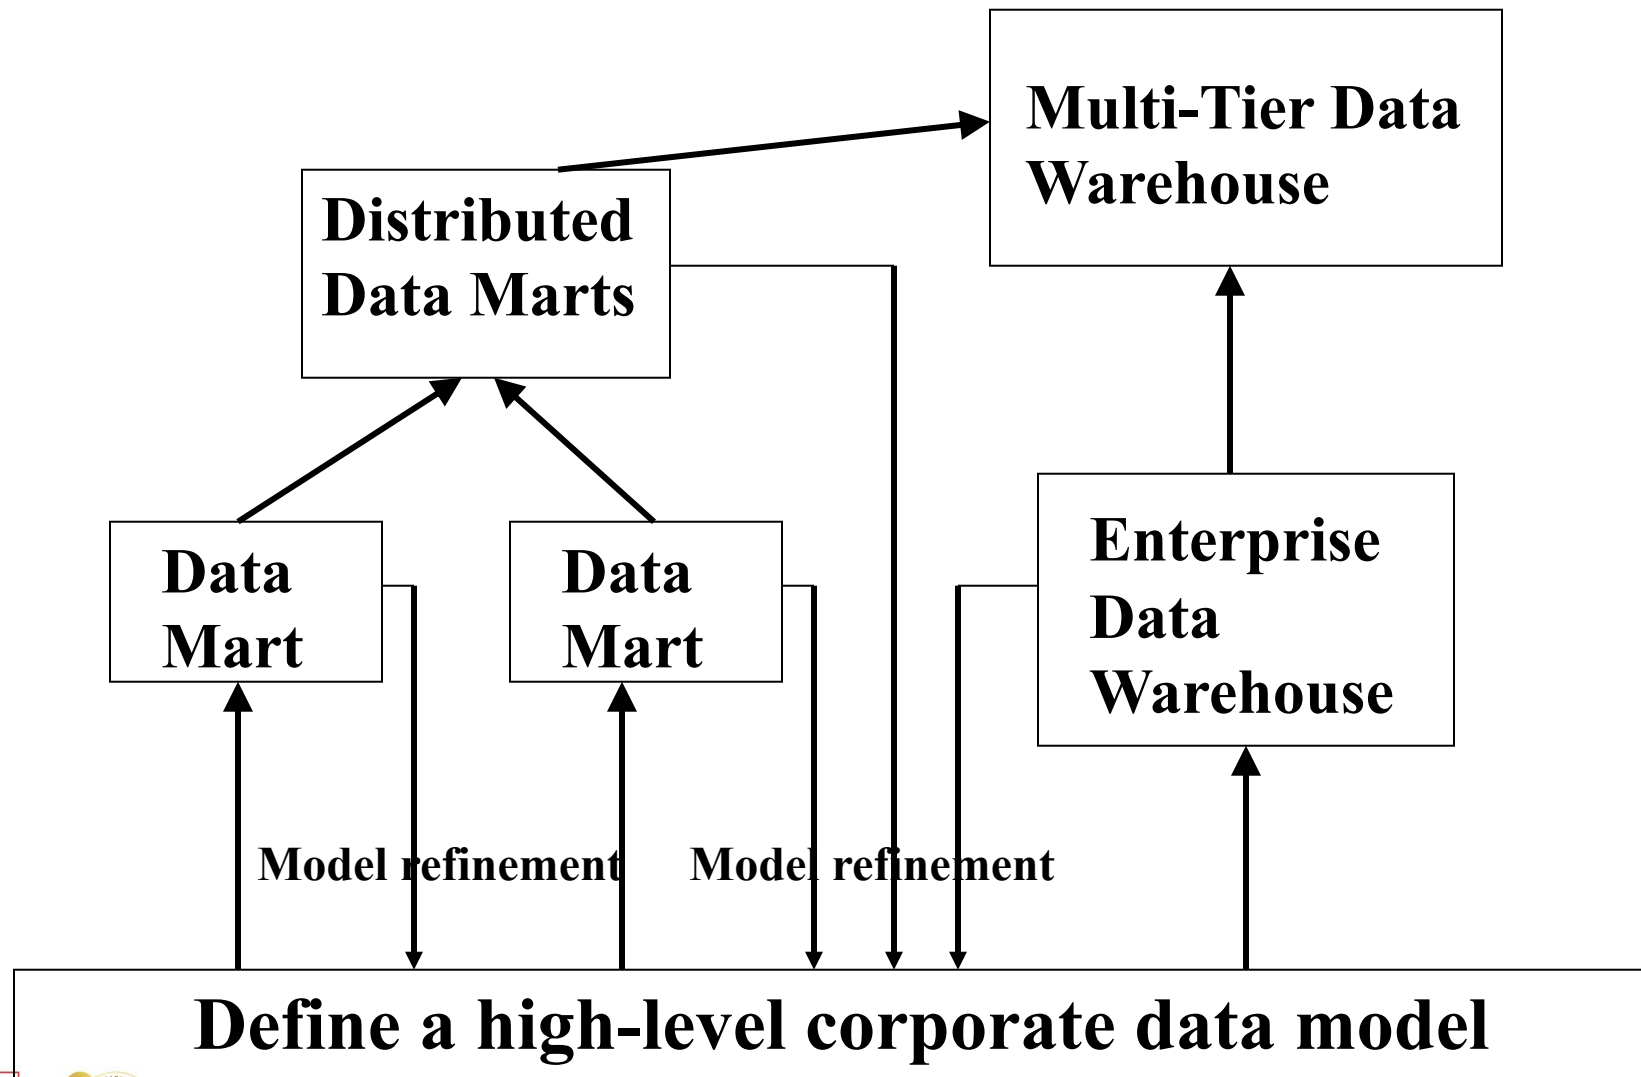 Multi-Tier Data
Warehouse
Distributed
Data Marts
Data
Mart
Data
Mart
Enterprise
Data
Warehouse
Model refinement
Model refinement
Define a high-level corporate data model